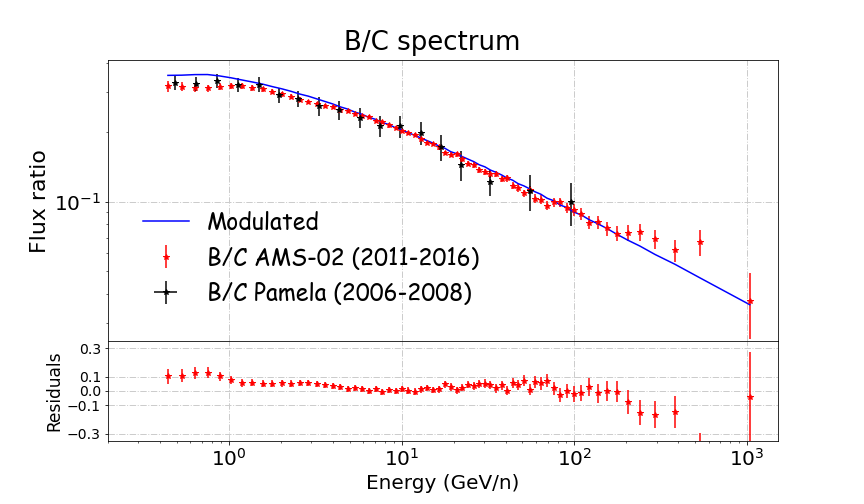 B/C spectrum
Flux ratio
10⁻¹
Modulated
B/C AMS-02 (2011-2016)
B/C Pamela (2006-2008)
Residuals
0.3
0.1
0.0
−0.1
−0.3
10⁰ 10¹ 10² 10³
Energy (GeV/n)